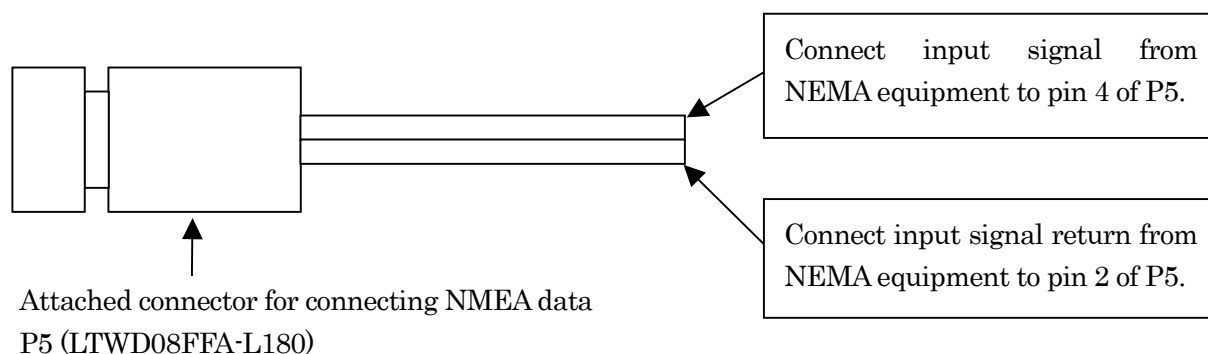 Connect input signal from
NEMA equipment to pin 4 of P5.
Connect input signal return from
NEMA equipment to pin 2 of P5.
Attached connector for connecting NMEA data
P5 (LTWD08FFA-L180)